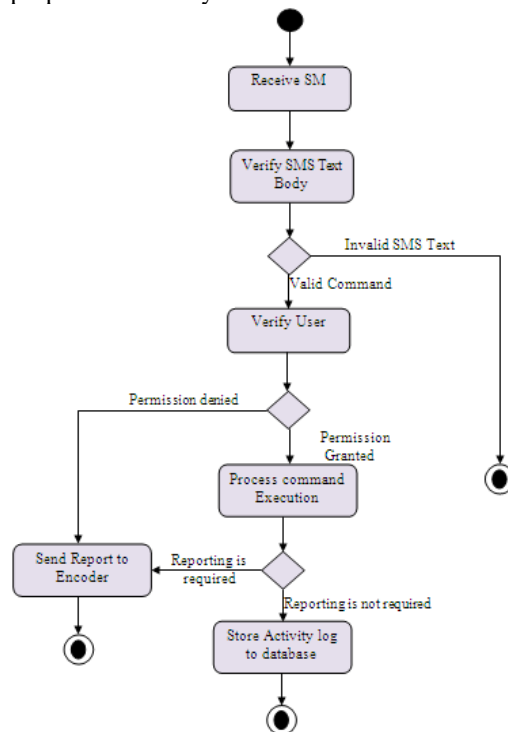 Receive SM
Verify SMS Text
Body
Invalid SMS Text
Valid Command
Verify User
Permission denied
Permission
Granted
Process command
Execution
Send Report to
Encoder
Reporting is
required
Reporting is not required
Store Activity log
to database